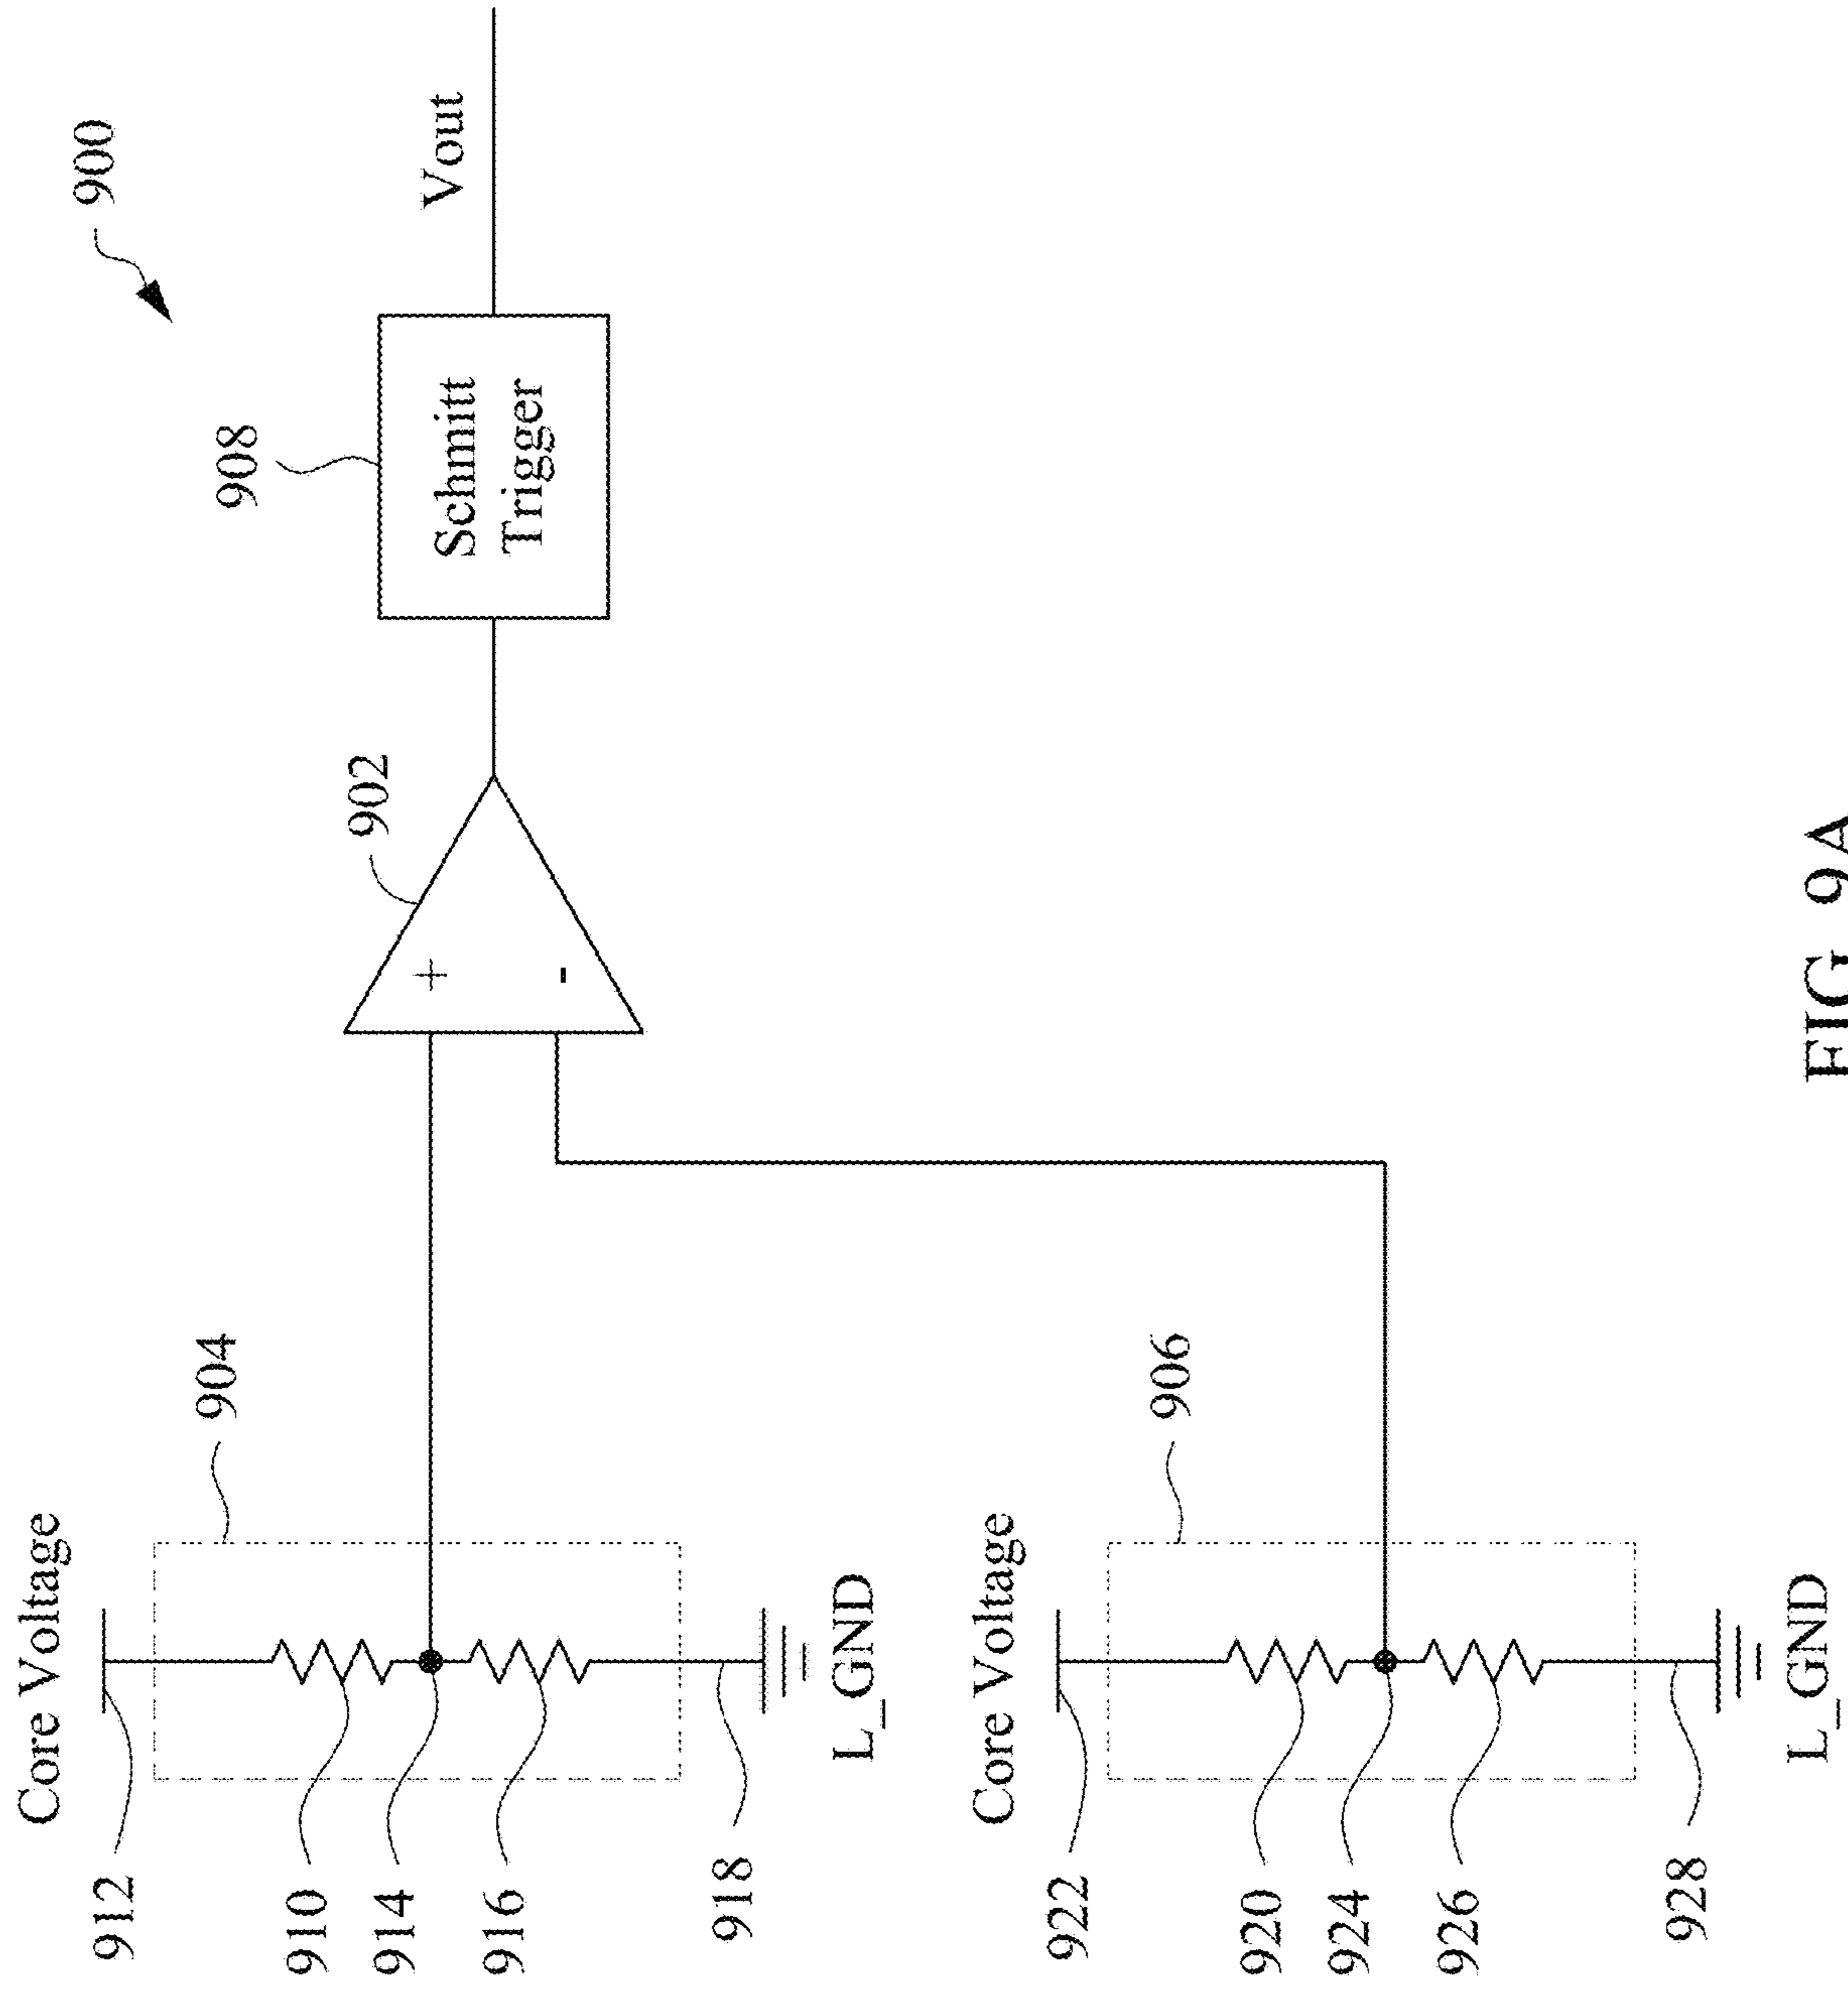 900
908
Schmitt
Trigger
Vout
902
+
-
904
Core Voltage
912
910
914
916
918
L_GND
906
Core Voltage
922
920
924
926
928
L_GND
FIG 9A